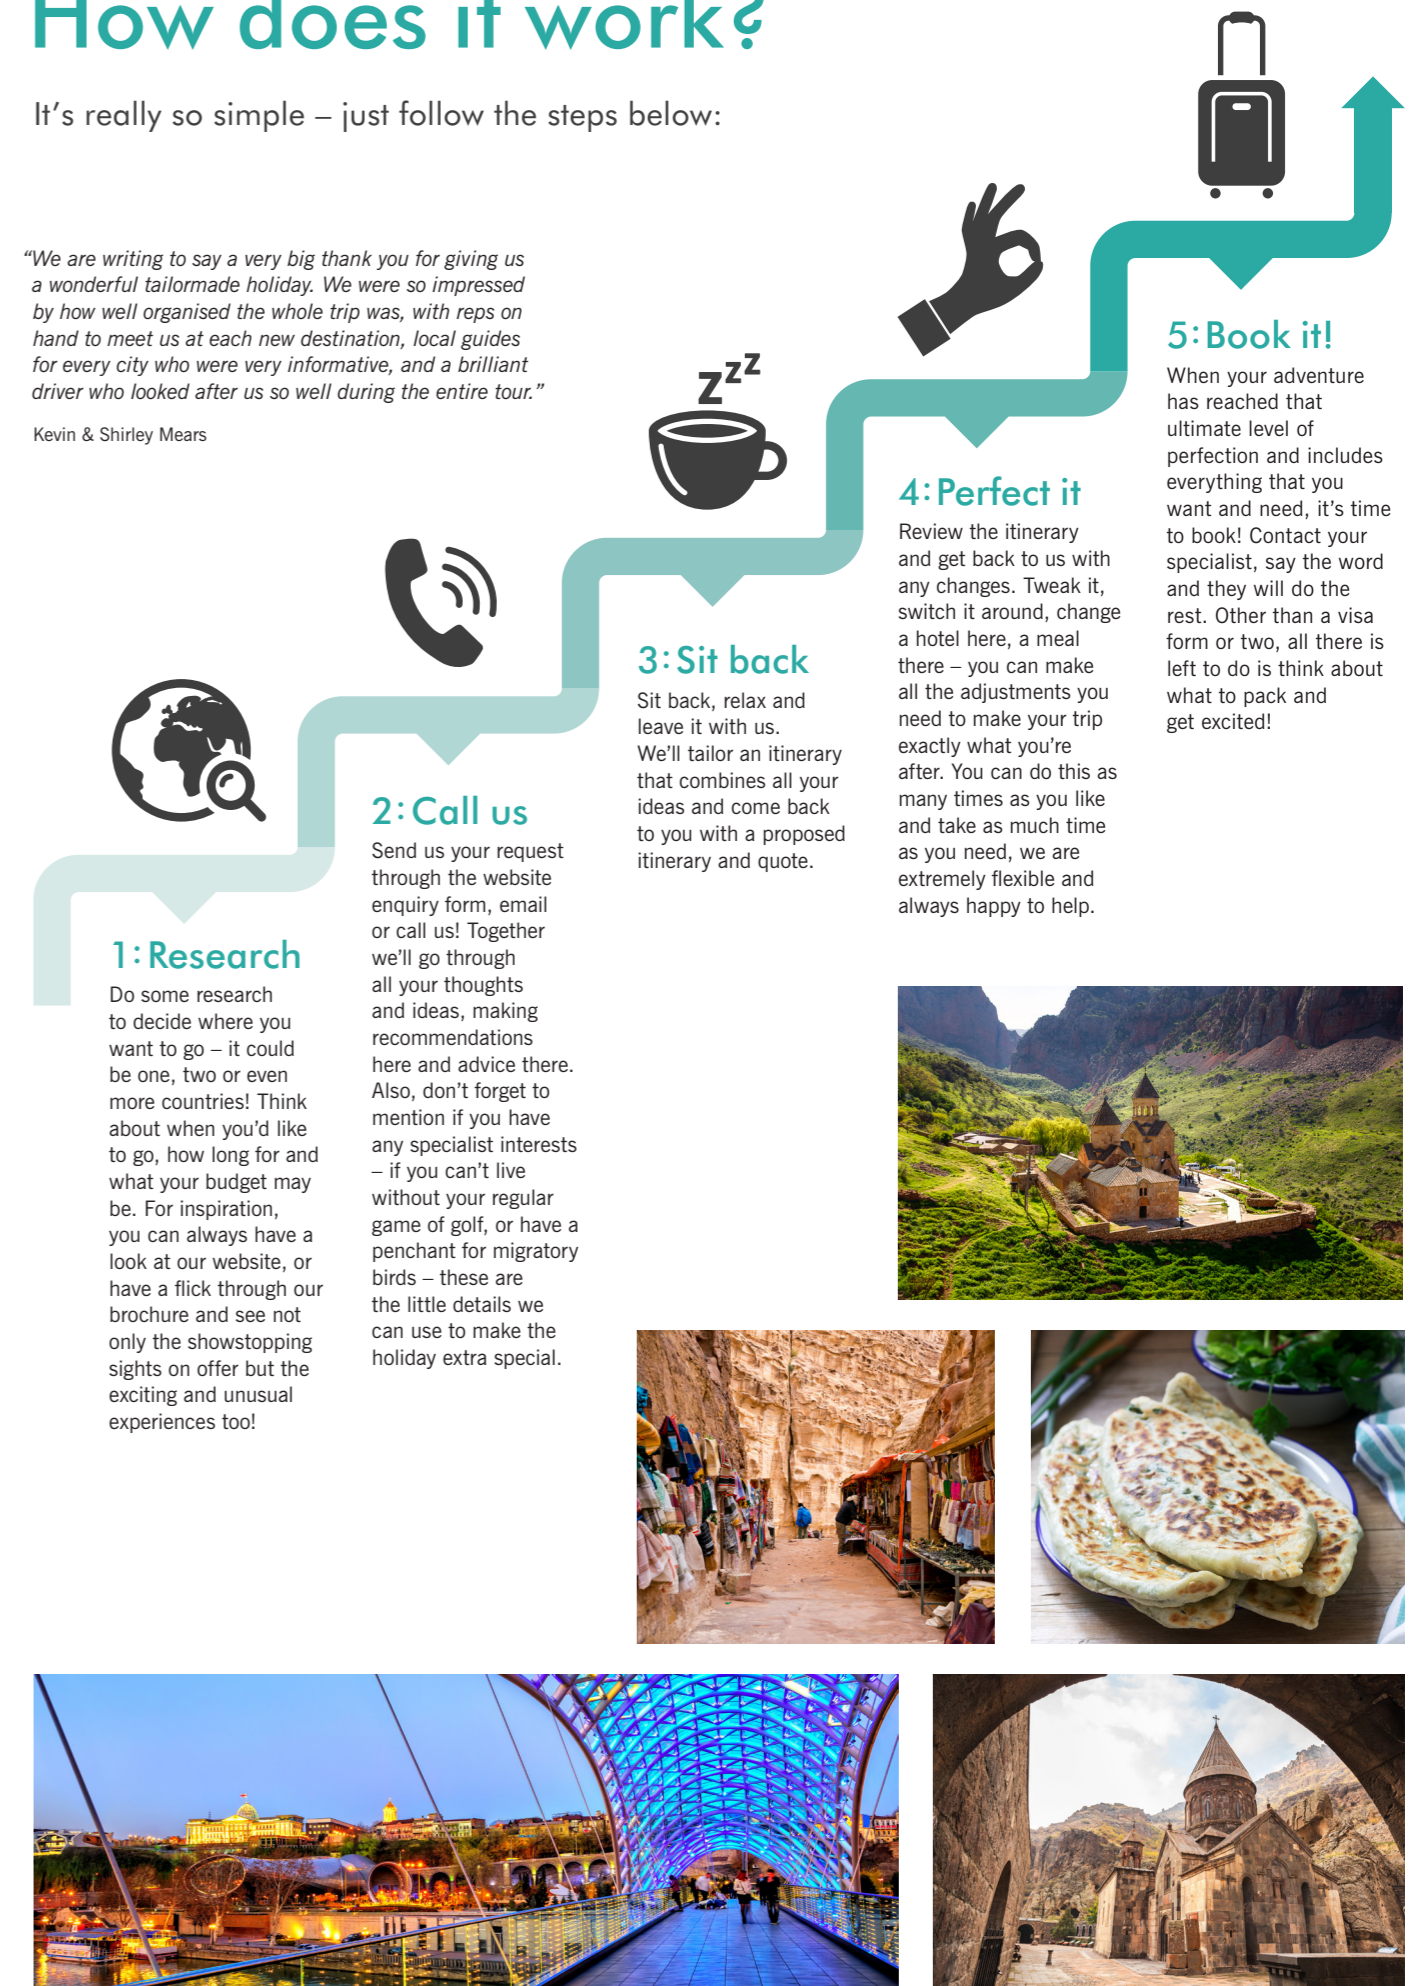 How does it work?
It's really so simple – just follow the steps below:
“We are writing to say a very big thank you for giving us
a wonderful tailormade holiday. We were so impressed
by how well organised the whole trip was, with reps on
hand to meet us at each new destination, local guides
for every city who were very informative, and a brilliant
driver who looked after us so well during the entire tour.”
Kevin & Shirley Mears
1: Research
Do some research
to decide where you
want to go – it could
be one, two or even
more countries! Think
about when you’d like
to go, how long for and
what your budget may
be. For inspiration,
you can always have a
look at our website, or
have a flick through our
brochure and see not
only the showstopping
sights on offer but the
exciting and unusual
experiences too!
2: Call us
Send us your request
through the website
enquiry form, email
or call us! Together
we’ll go through
all your thoughts
and ideas, making
recommendations
here and advice there.
Also, don’t forget to
mention if you have
any specialist interests
– if you can’t live
without your regular
game of golf, or have a
penchant for migratory
birds – these are
the little details we
can use to make the
holiday extra special.
zzz
3: Sit back
Sit back, relax and
leave it with us.
We’ll tailor an itinerary
that combines all your
ideas and come back
to you with a proposed
itinerary and quote.
4: Perfect it
Review the itinerary
and get back to us with
any changes. Tweak it,
switch it around, change
a hotel here, a meal
there – you can make
all the adjustments you
need to make your trip
exactly what you’re
after. You can do this as
many times as you like
and take as much time
as you need, we are
extremely flexible and
always happy to help.
5: Book it!
When your adventure
has reached that
ultimate level of
perfection and includes
everything that you
want and need, it’s time
to book! Contact your
specialist, say the word
and they will do the
rest. Other than a visa
form or two, all there is
left to do is think about
what to pack and
get excited!